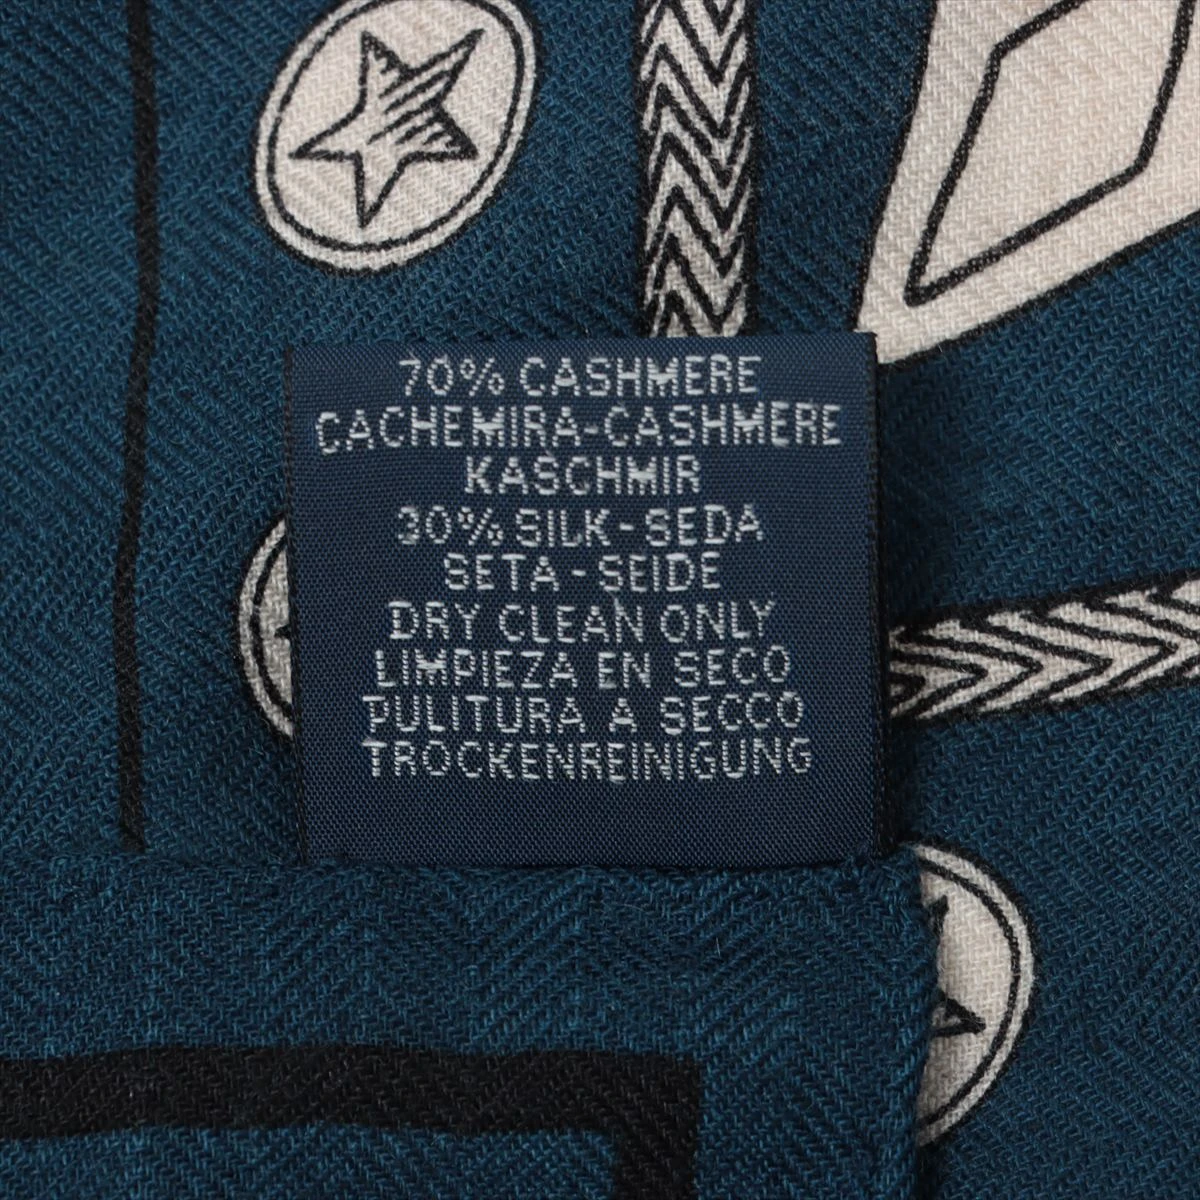 70% CASHMERE
CACHEMIRA-CASHMERE
KASCHMIR
30% SILK-SEDA
SETA-SEIDE
DRY CLEAN ONLY
LIMPIEZA EN SECO
PULITURA A SECCO
TROCKENREINIGUNG